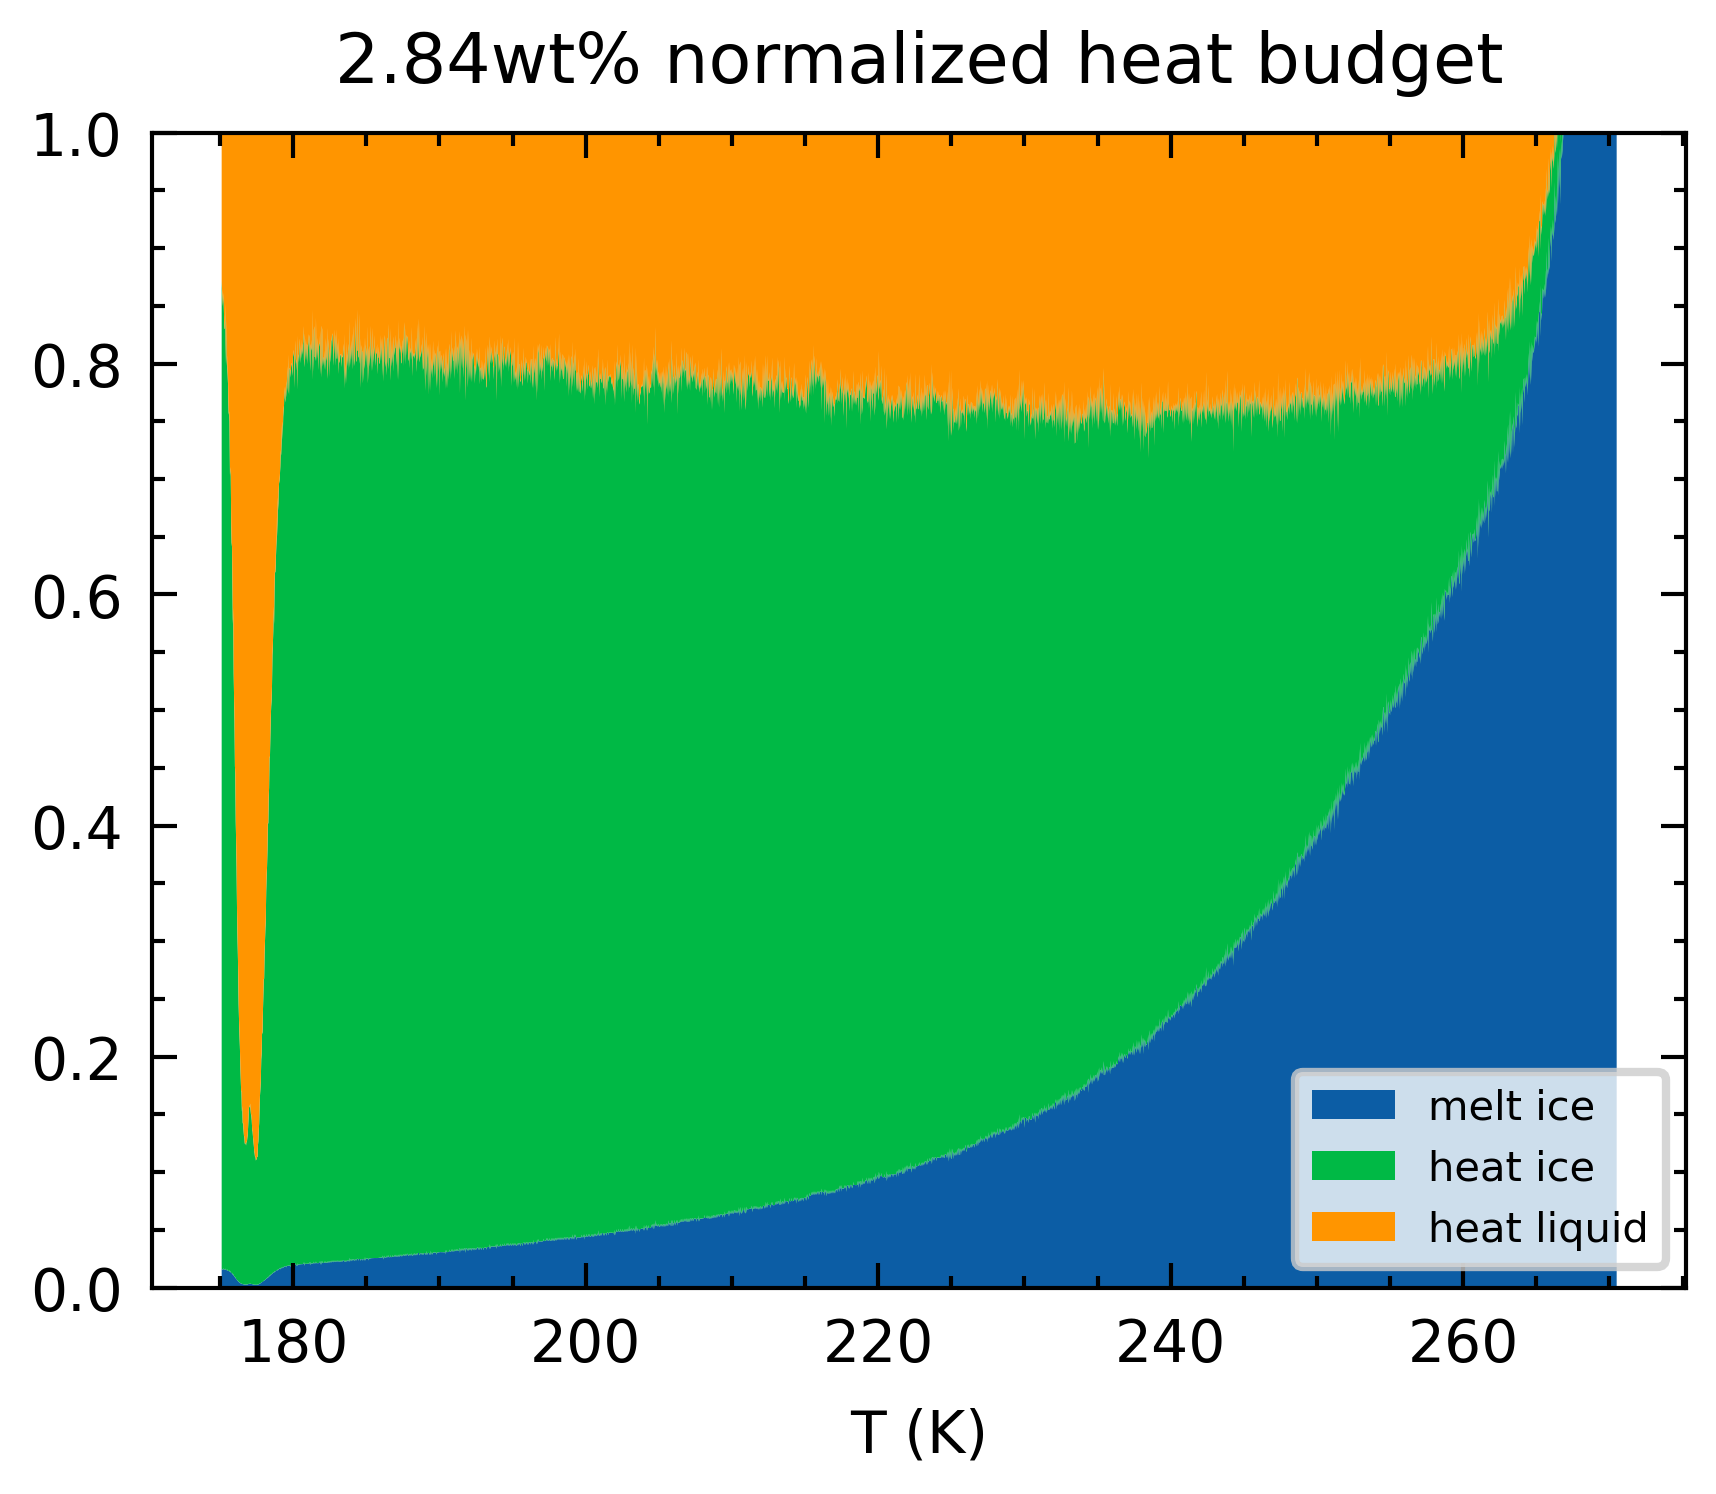 2.84wt% normalized heat budget
1.0
0.8
0.6
0.4
0.2
0.0
melt ice
heat ice
heat liquid
180 200 220 240 260
T (K)